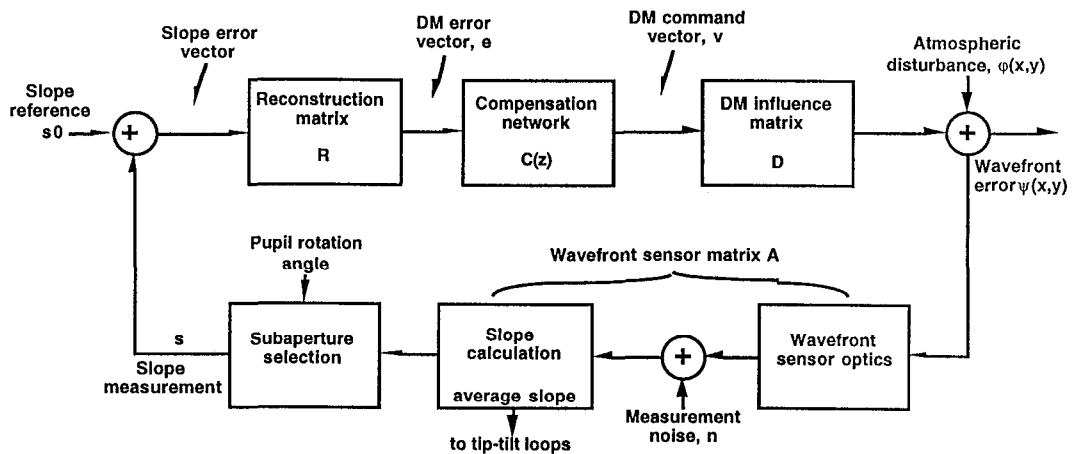 Slope error
vector
DM error
vector, e
DM command
vector, v
Atmospheric
disturbance, φ(x,y)
Slope
reference
s0
+
Reconstruction
matrix
R
Compensation
network
C(z)
DM influence
matrix
D
+
Wavefront
error ψ(x,y)
Pupil rotation
angle
Wavefront sensor matrix A
s
Slope
measurement
Subaperture
selection
Slope
calculation
average slope
+
Wavefront
sensor optics
Measurement
noise, n
to tip-tilt loops